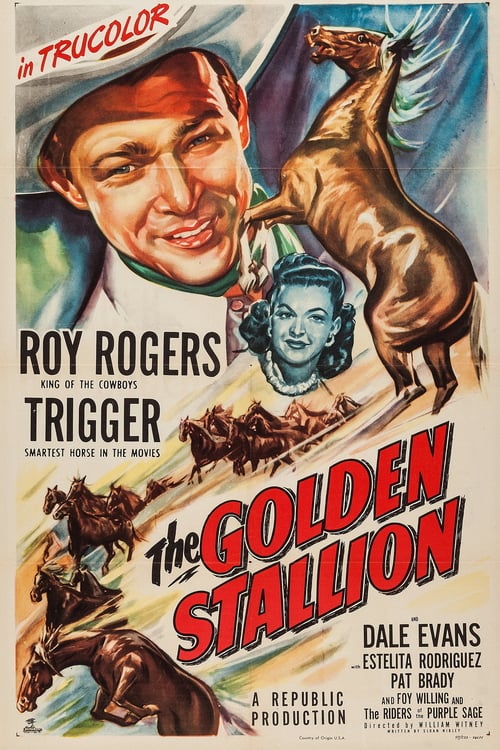 in TRUCOLOR
ROY ROGERS
KING OF THE COWBOYS
TRIGGER
SMARTEST HORSE IN THE MOVIES
The GOLDEN
STALLION
AND
DALE EVANS
with ESTELITA RODRIGUEZ
PAT BRADY
AND FOY WILLING AND
The RIDERS of the PURPLE SAGE
Directed by WILLIAM WITNEY
WRITTEN BY SLOAN NIBLEY
A REPUBLIC
PRODUCTION
Country of Origin U.S.A.